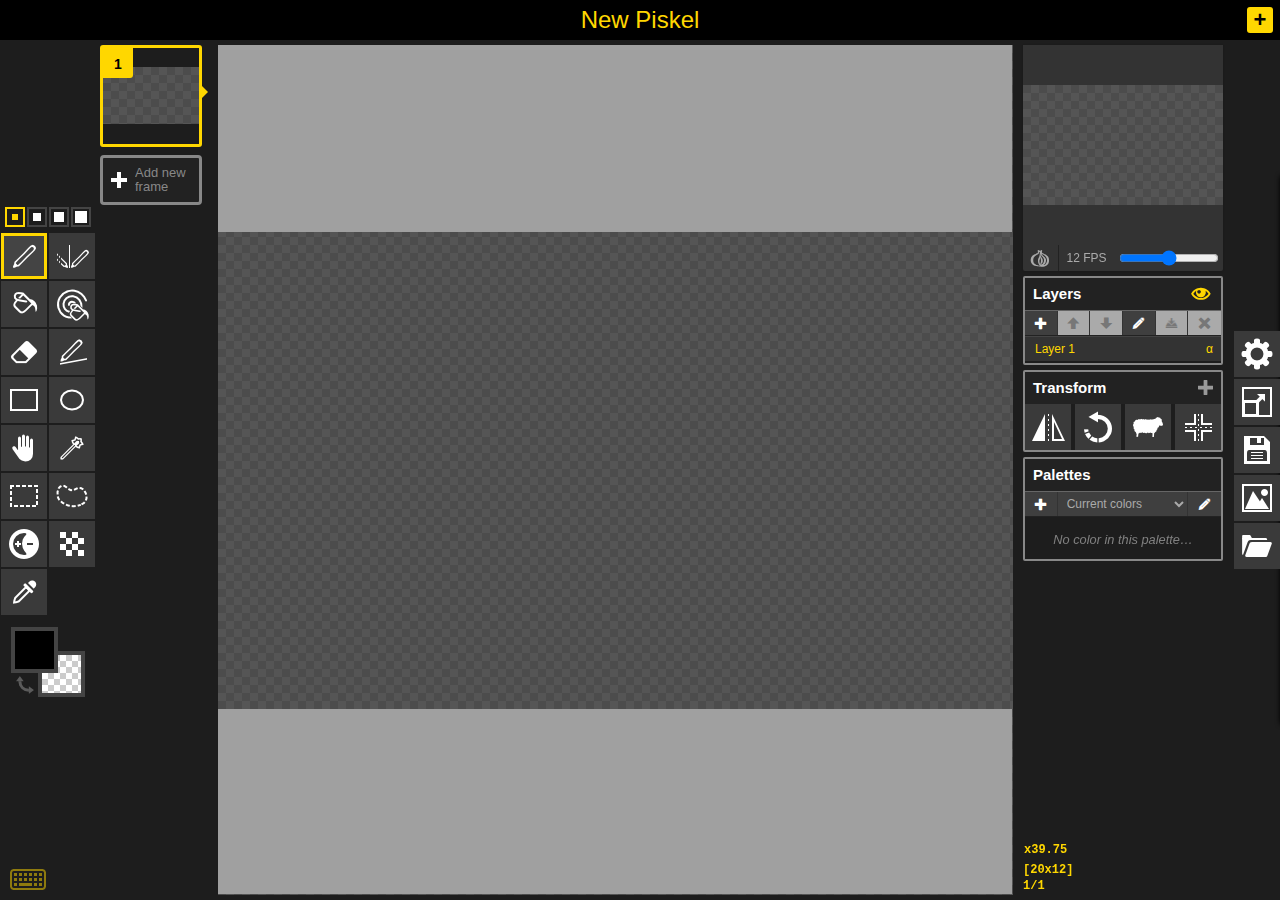 New Piskel
+
1
Add new
frame
12 FPS
Layers
Layer 1
α
Transform
Palettes
Current colors
No color in this palette…
x39.75
[20x12]
1/1